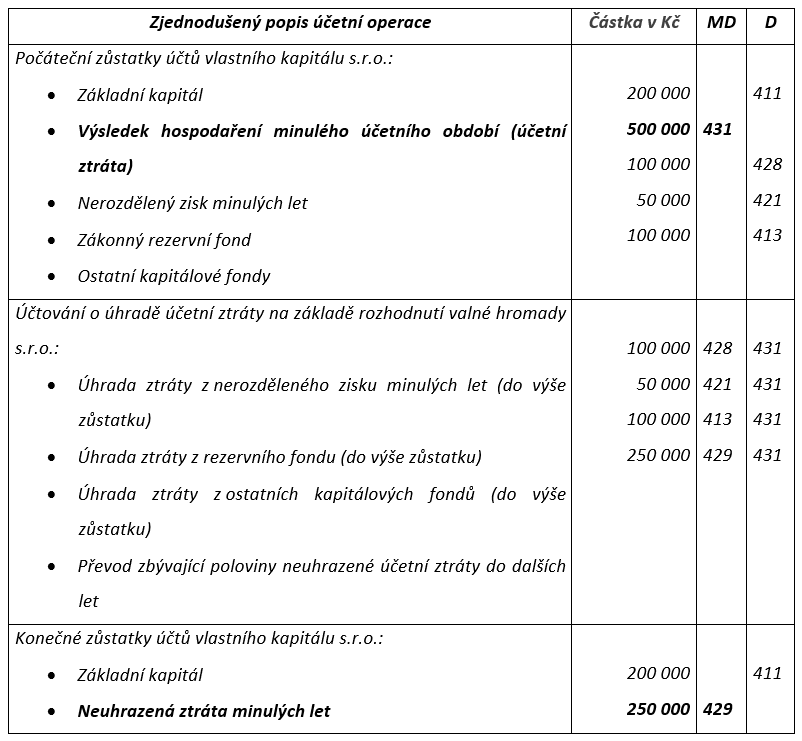 Zjednodušený popis účetní operace Částka v Kč MD D
Počáteční zůstatky účtů vlastního kapitálu s.r.o.:
• Základní kapitál 200 000 411
• Výsledek hospodaření minulého účetního období (účetní 500 000 431
ztráta) 100 000 428
• Nerozdělený zisk minulých let 50 000 421
• Zákonný rezervní fond 100 000 413
• Ostatní kapitálové fondy
Účtování o úhradě účetní ztráty na základě rozhodnutí valné hromady
s.r.o.: 100 000 428 431
• Úhrada ztráty z nerozděleného zisku minulých let (do výše 50 000 421 431
zůstatku) 100 000 413 431
• Úhrada ztráty z rezervního fondu (do výše zůstatku) 250 000 429 431
• Úhrada ztráty z ostatních kapitálových fondů (do výše
zůstatku)
• Převod zbývající poloviny neuhrazené účetní ztráty do dalších
let
Konečné zůstatky účtů vlastního kapitálu s.r.o.:
• Základní kapitál 200 000 411
• Neuhrazená ztráta minulých let 250 000 429